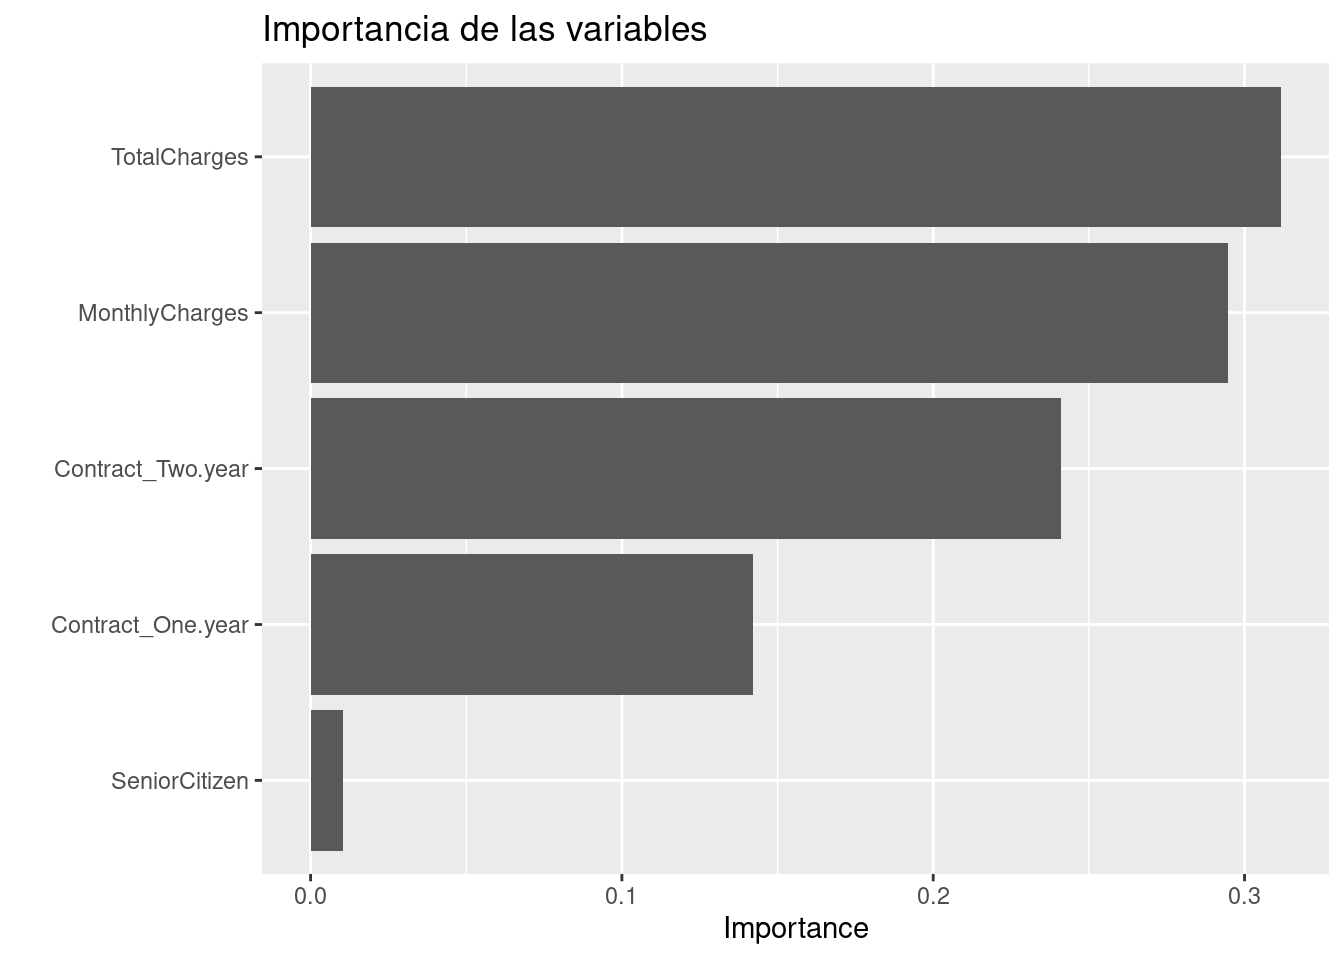 Importancia de las variables
TotalCharges
MonthlyCharges
Contract_Two.year
Contract_One.year
SeniorCitizen
0.0 0.1 0.2 0.3
Importance